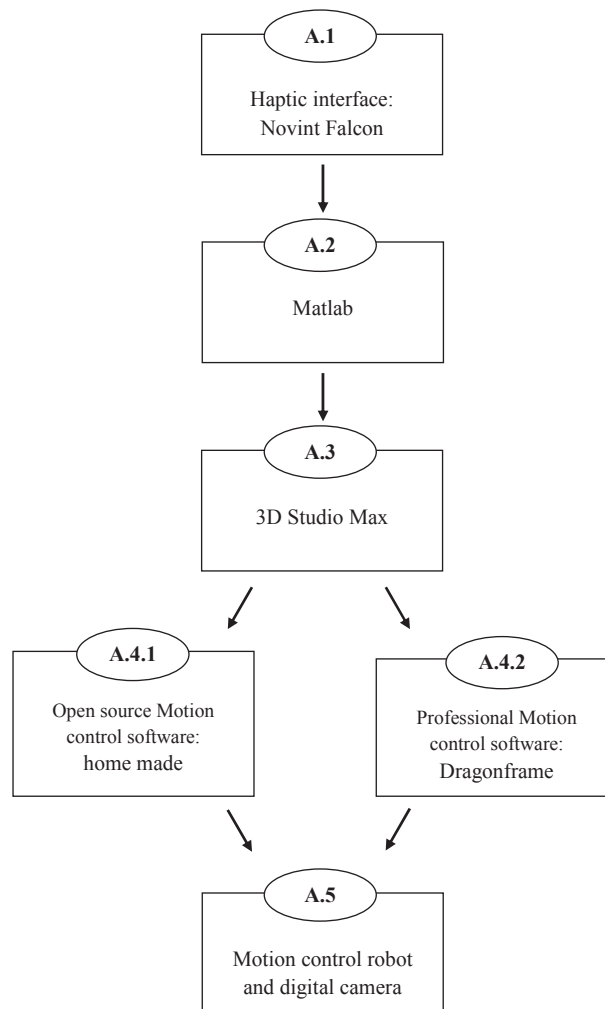 A.1
Haptic interface:
Novint Falcon
A.2
Matlab
A.3
3D Studio Max
A.4.1
Open source Motion
control software:
home made
A.4.2
Professional Motion
control software:
Dragonframe
A.5
Motion control robot
and digital camera